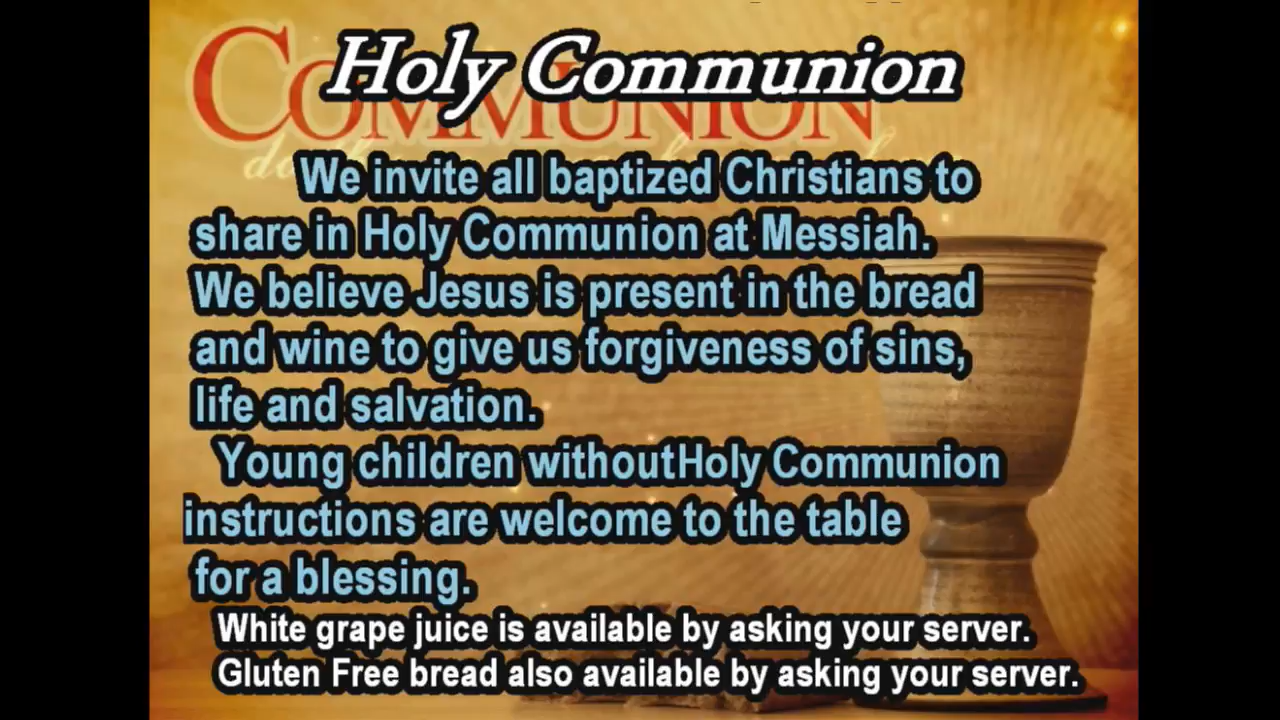 Holy Communion
COMMUNION
We invite all baptized Christians to
share in Holy Communion at Messiah.
We believe Jesus is present in the bread
and wine to give us forgiveness of sins,
life and salvation.
Young children withoutHoly Communion
instructions are welcome to the table
for a blessing.
White grape juice is available by asking your server.
Gluten Free bread also available by asking your server.